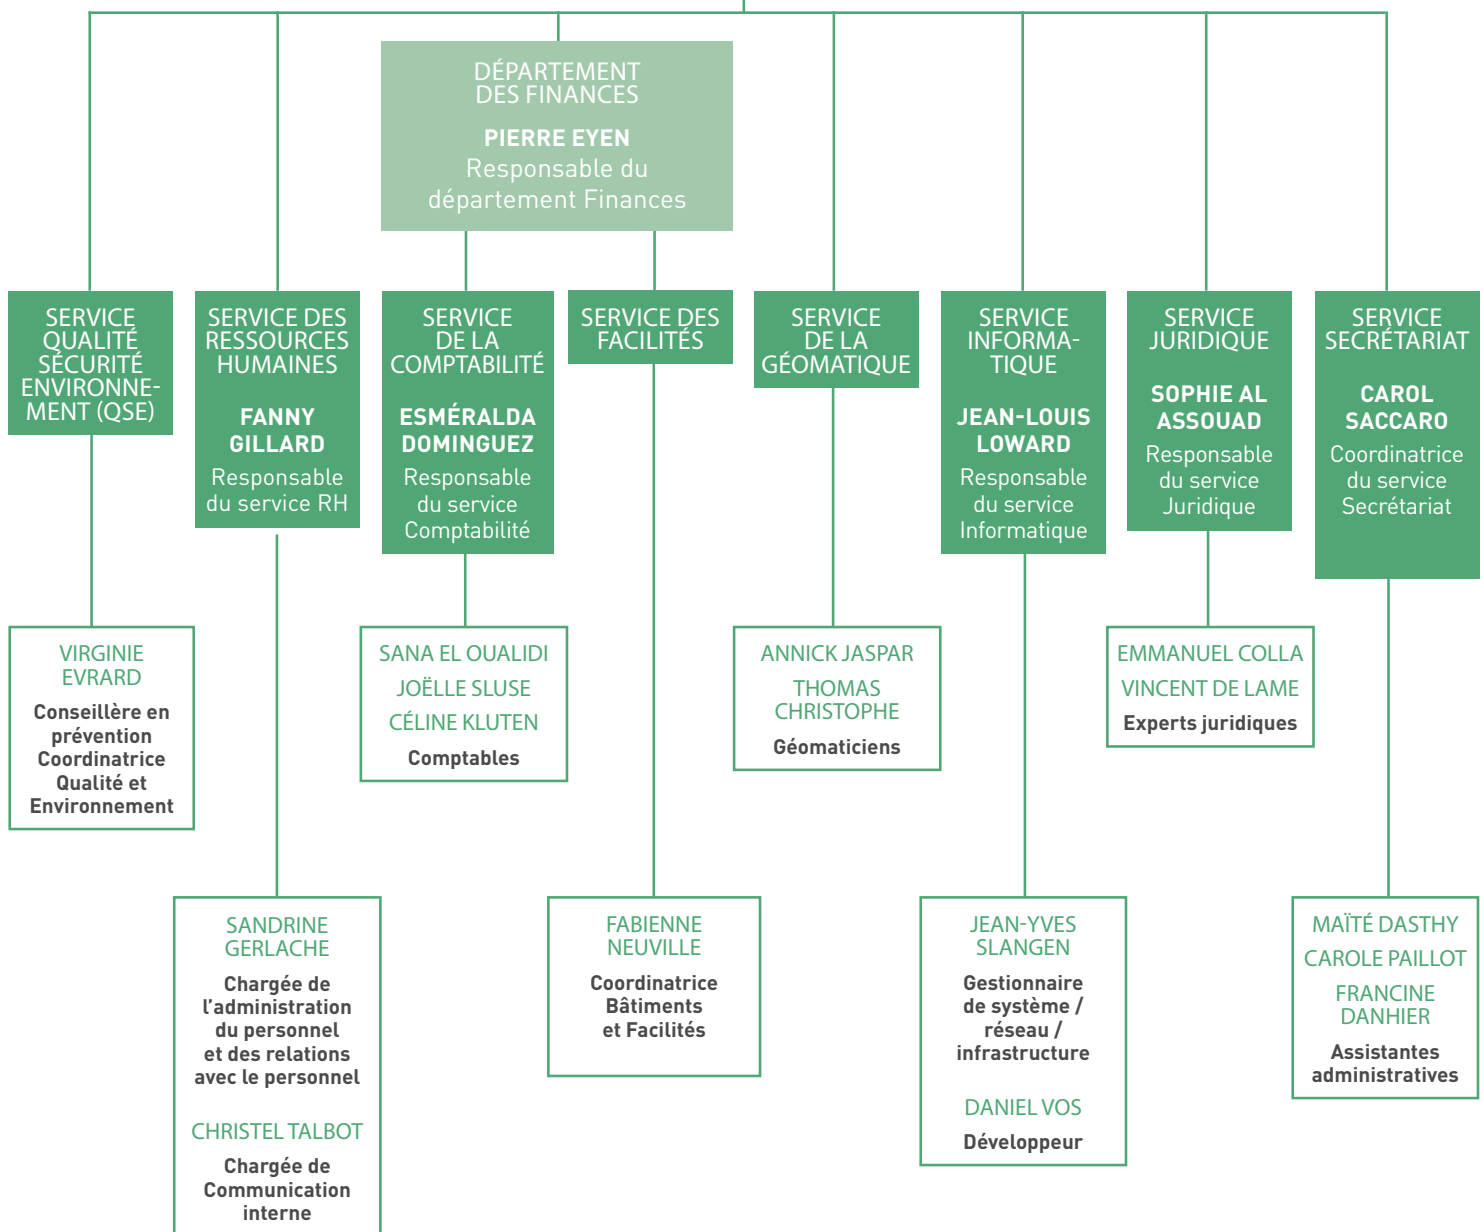 DÉPARTEMENT
DES FINANCES
PIERRE EYEN
Responsable du
département Finances
SERVICE
QUALITÉ
SÉCURITÉ
ENVIRONNE-
MENT (QSE)
SERVICE DES
RESSOURCES
HUMAINES
FANNY
GILLARD
Responsable
du service RH
SERVICE
DE LA
COMPTABILITÉ
ESMÉRALDA
DOMINGUEZ
Responsable
du service
Comptabilité
SERVICE DES
FACILITÉS
SERVICE
DE LA
GÉOMATIQUE
SERVICE
INFORMA-
TIQUE
JEAN-LOUIS
LOWARD
Responsable
du service
Informatique
SERVICE
JURIDIQUE
SOPHIE AL
ASSOUAD
Responsable
du service
Juridique
SERVICE
SECRÉTARIAT
CAROL
SACCARO
Coordinatrice
du service
Secrétariat
VIRGINIE
EVRARD
Conseillère en
prévention
Coordinatrice
Qualité et
Environnement
SANA EL OUALIDI
JOËLLE SLUSE
CÉLINE KLUTEN
Comptables
ANNICK JASPAR
THOMAS
CHRISTOPHE
Géomaticiens
EMMANUEL COLLA
VINCENT DE LAME
Experts juridiques
SANDRINE
GERLACHE
Chargée de
l'administration
du personnel
et des relations
avec le personnel
CHRISTEL TALBOT
Chargée de
Communication
interne
FABIENNE
NEUVILLE
Coordinatrice
Bâtiments
et Facilités
JEAN-YVES
SLANGEN
Gestionnaire
de système /
réseau /
infrastructure
DANIEL VOS
Développeur
MAÏTÉ DASTHY
CAROLE PAILLOT
FRANCINE
DANHIER
Assistantes
administratives